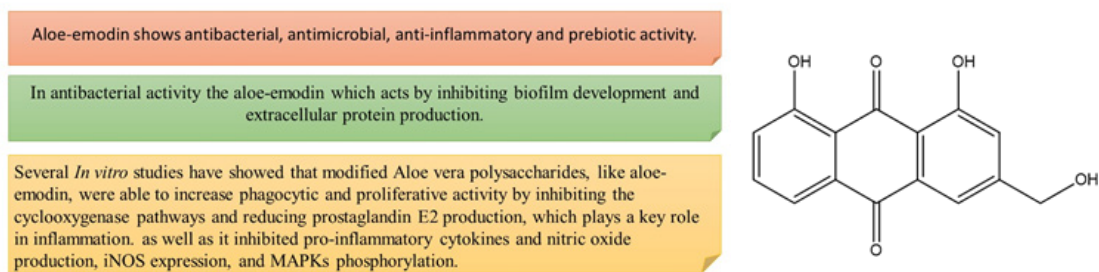 Aloe-emodin shows antibacterial, antimicrobial, anti-inflammatory and prebiotic activity.
In antibacterial activity the aloe-emodin which acts by inhibiting biofilm development and
extracellular protein production.
Several In vitro studies have showed that modified Aloe vera polysaccharides, like aloe-
emodin, were able to increase phagocytic and proliferative activity by inhibiting the
cyclooxygenase pathways and reducing prostaglandin E2 production, which plays a key role
in inflammation. as well as it inhibited pro-inflammatory cytokines and nitric oxide
production, iNOS expression, and MAPKs phosphorylation.
OH
O
OH
OH
O